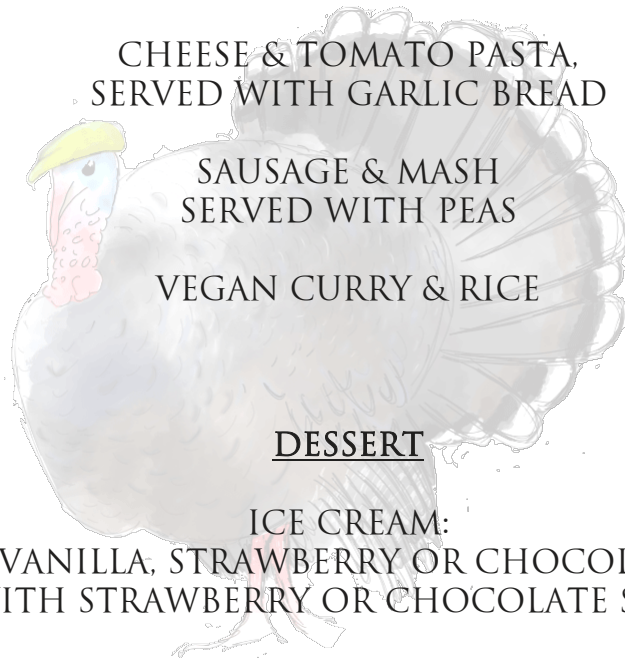 CHEESE & TOMATO PASTA,
SERVED WITH GARLIC BREAD
SAUSAGE & MASH
SERVED WITH PEAS
VEGAN CURRY & RICE
DESSERT
ICE CREAM:
VANILLA, STRAWBERRY OR
STRAWBERRY OR CHOCOLATE